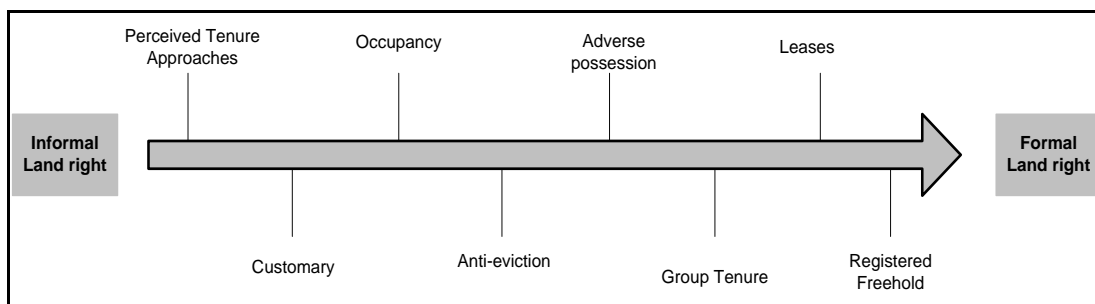 Perceived Tenure
Approaches
Occupancy
Adverse
possession
Leases
Informal
Land right
Formal
Land right
Customary
Anti-eviction
Group Tenure
Registered
Freehold